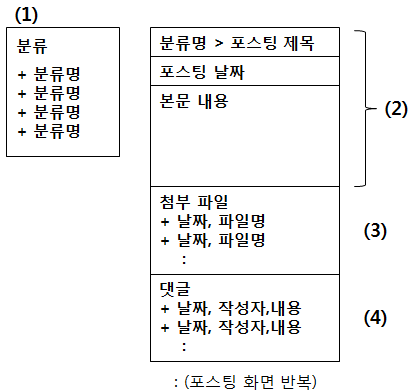 (1)
분류
+ 분류명
+ 분류명
+ 분류명
+ 분류명
분류명 > 포스팅 제목
포스팅 날짜
본문 내용
(2)
첨부 파일
+ 날짜, 파일명
+ 날짜, 파일명
:
(3)
댓글
+ 날짜, 작성자,내용
+ 날짜, 작성자,내용
:
(4)
: (포스팅 화면 반복)